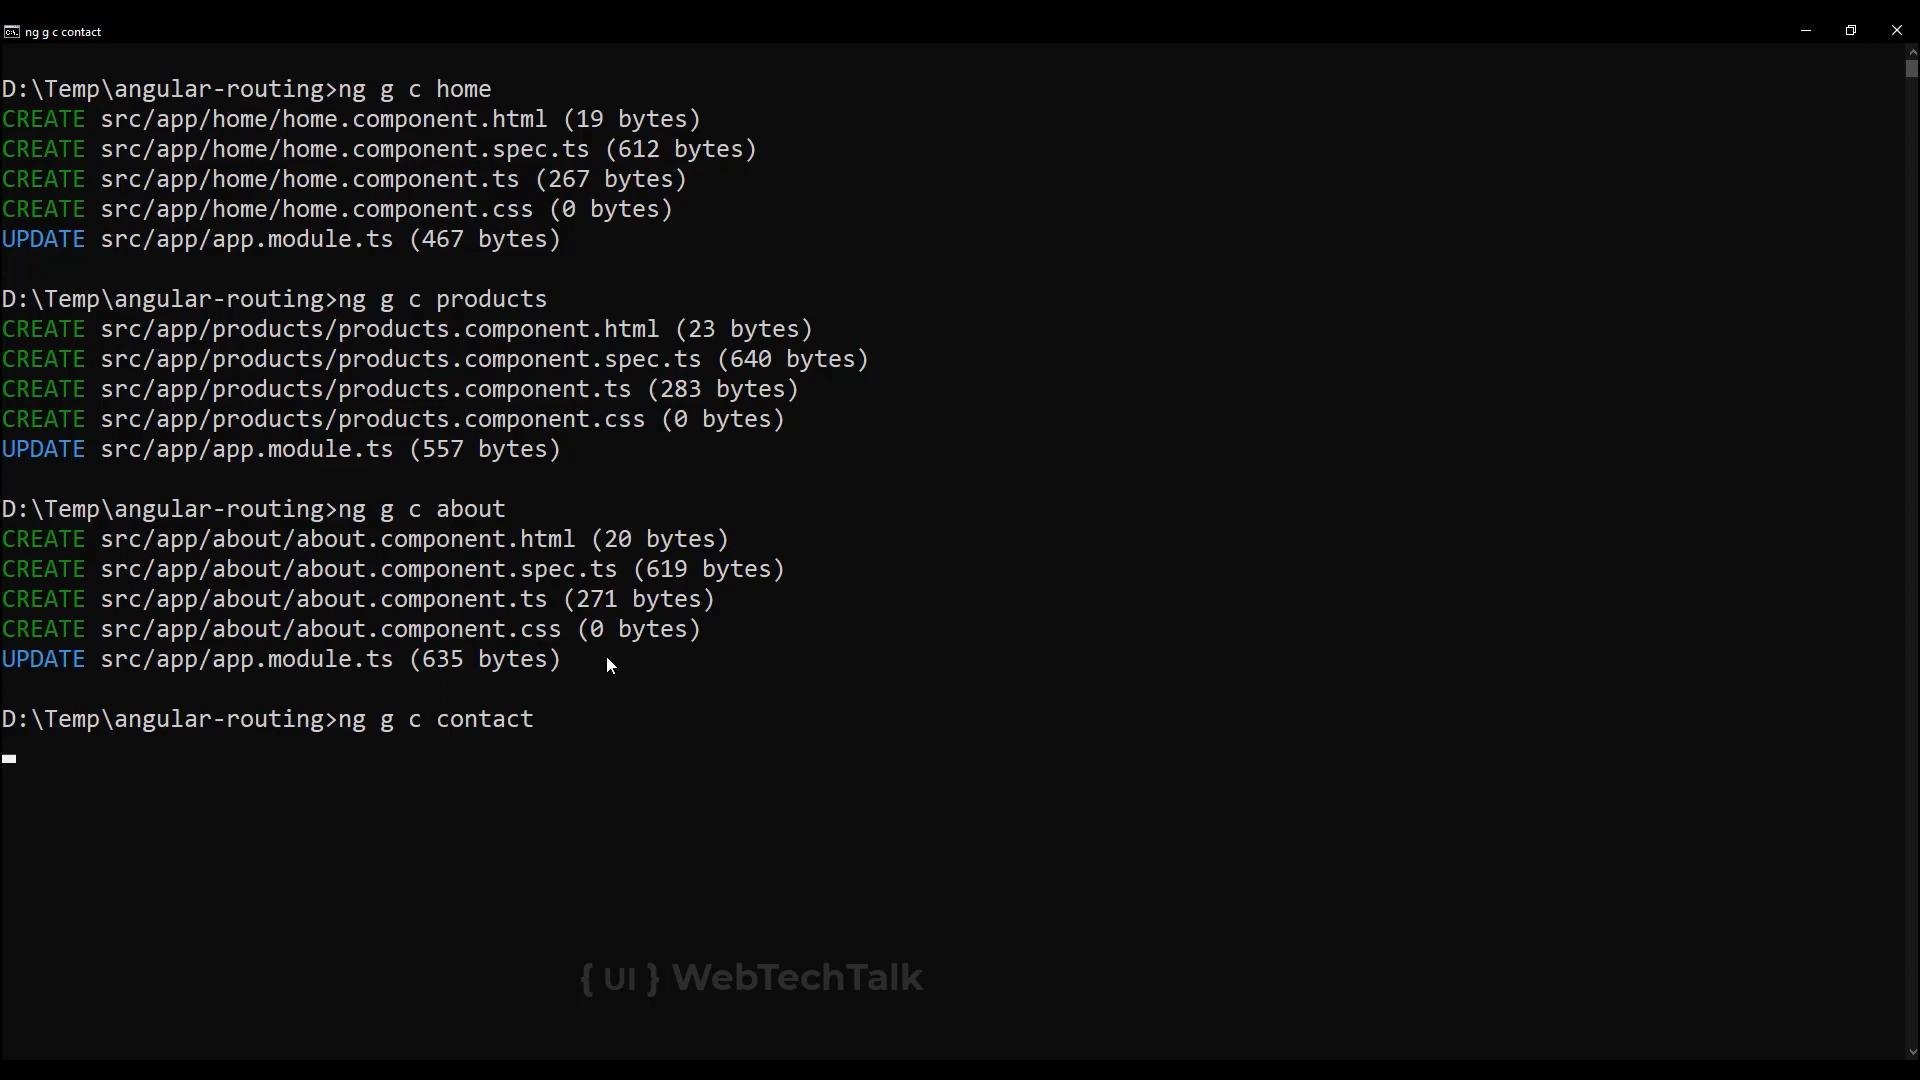 ng g c contact
D:\Temp\angular-routing>ng g c home
CREATE src/app/home/home.component.html (19 bytes)
CREATE src/app/home/home.component.spec.ts (612 bytes)
CREATE src/app/home/home.component.ts (267 bytes)
CREATE src/app/home/home.component.css (0 bytes)
UPDATE src/app/app.module.ts (467 bytes)
D:\Temp\angular-routing>ng g c products
CREATE src/app/products/products.component.html (23 bytes)
CREATE src/app/products/products.component.spec.ts (640 bytes)
CREATE src/app/products/products.component.ts (283 bytes)
CREATE src/app/products/products.component.css (0 bytes)
UPDATE src/app/app.module.ts (557 bytes)
D:\Temp\angular-routing>ng g c about
CREATE src/app/about/about.component.html (20 bytes)
CREATE src/app/about/about.component.spec.ts (619 bytes)
CREATE src/app/about/about.component.ts (271 bytes)
CREATE src/app/about/about.component.css (0 bytes)
UPDATE src/app/app.module.ts (635 bytes)
D:\Temp\angular-routing>ng g c contact
{ UI } WebTechTalk